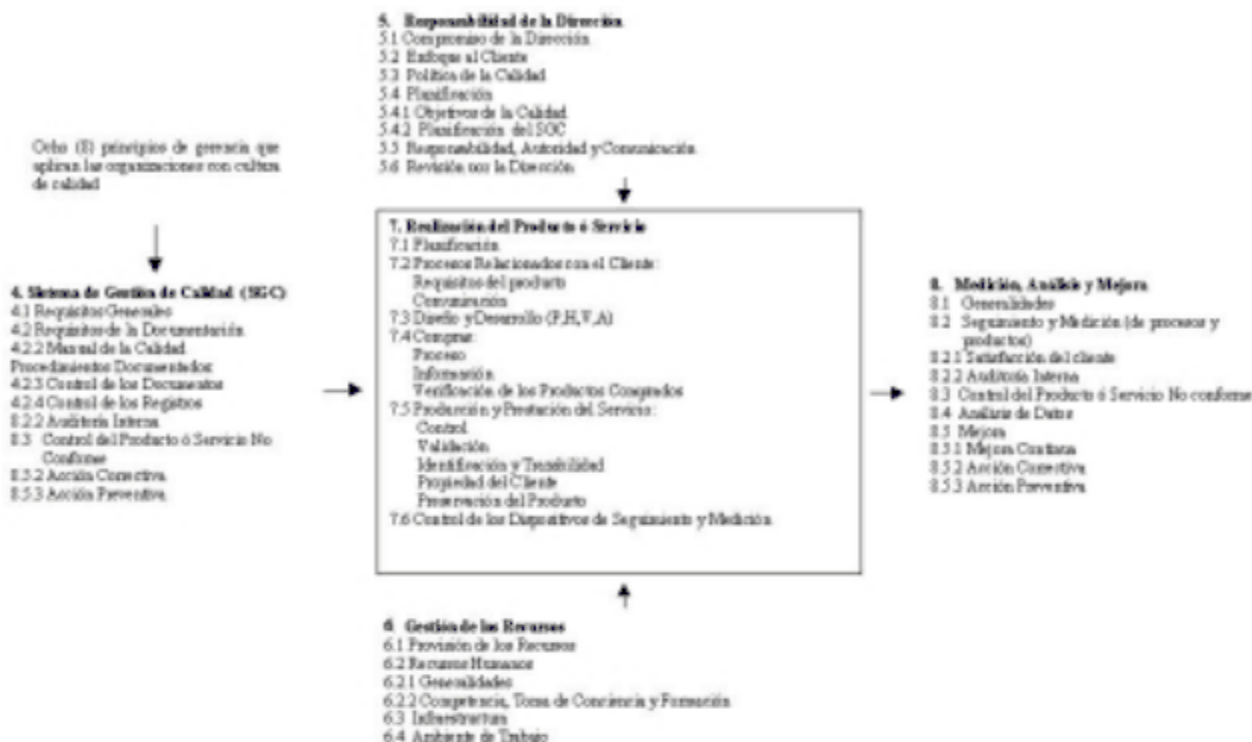 5. Responsabilidad de la Dirección
5.1 Compromiso de la Dirección
5.2 Enfoque al Cliente
5.3 Política de la Calidad
5.4 Planificación
5.4.1 Objetivos de la Calidad
5.4.2 Planificación del SGC
5.5 Responsabilidad, Autoridad y Comunicación
5.6 Revisión por la Dirección
Ocho (8) principios de gerencia que
aplican las organizaciones con cultura
de calidad
4. Sistema de Gestión de Calidad (SGC)
4.1 Requisitos Generales
4.2 Requisitos de la Documentación
4.2.2 Manual de la Calidad
Procedimientos Documentados
4.2.3 Control de los Documentos
4.2.4 Control de los Registros
8.2.2 Auditoría Interna
8.3 Control del Producto ó Servicio No
Conforme
8.5.2 Acción Correctiva
8.5.3 Acción Preventiva
7. Realización del Producto ó Servicio
7.1 Planificación
7.2 Procesos Relacionados con el Cliente:
Requisitos del producto
Comunicación
7.3 Diseño y Desarrollo (P,H,V,A)
7.4 Compras:
Proceso
Información
Verificación de los Productos Comprados
7.5 Producción y Prestación del Servicio:
Control
Validación
Identificación y Trazabilidad
Propiedad del Cliente
Preservación del Producto
7.6 Control de los Dispositivos de Seguimiento y Medición
8. Medición, Análisis y Mejora
8.1 Generalidades
8.2 Seguimiento y Medición (de procesos y
productos)
8.2.1 Satisfacción del cliente
8.2.2 Auditoría Interna
8.3 Control del Producto ó Servicio No conforme
8.4 Análisis de Datos
8.5 Mejora
8.5.1 Mejora Continua
8.5.2 Acción Correctiva
8.5.3 Acción Preventiva
6 Gestión de los Recursos
6.1 Provisión de los Recursos
6.2 Recursos Humanos
6.2.1 Generalidades
6.2.2 Competencia, Toma de Conciencia y Formación
6.3 Infraestructura
6.4 Ambiente de Trabajo